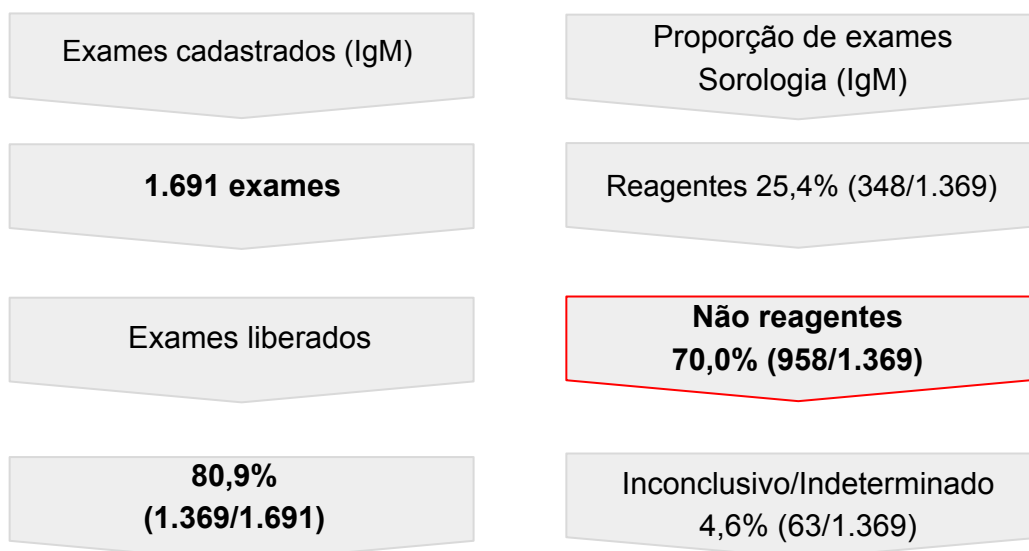 Exames cadastrados (IgM)
1.691 exames
Exames liberados
80,9%
(1.369/1.691)
Proporção de exames
Sorologia (IgM)
Reagentes 25,4% (348/1.369)
Não reagentes
70,0% (958/1.369)
Inconclusivo/Indeterminado
4,6% (63/1.369)